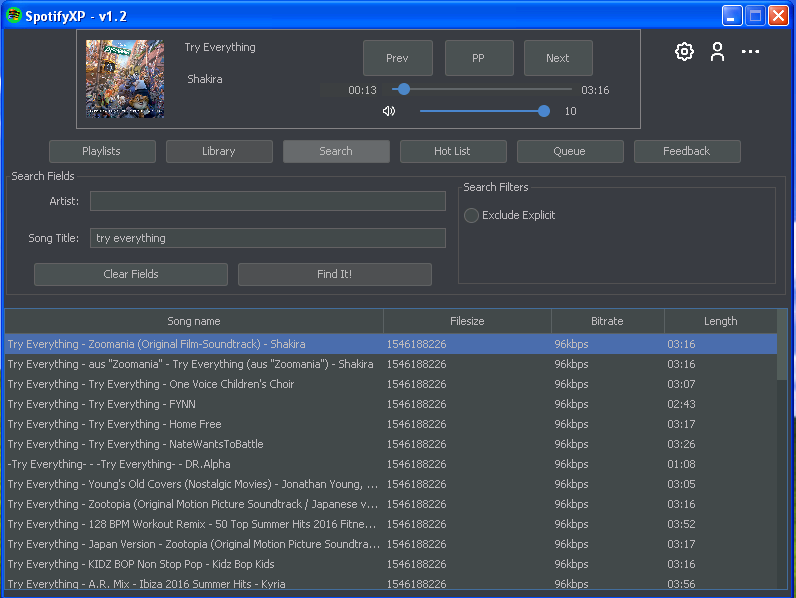 SpotifyXP - v1.2
Try Everything
Shakira
Prev PP Next
00:13 03:16
10
Playlists Library Search Hot List Queue Feedback
Search Fields
Artist:
Song Title: try everything
Clear Fields Find It!
Search Filters
Exclude Explicit
Song name Filesize Bitrate Length
Try Everything - Zoomania (Original Film-Soundtrack) - Shakira 1546188226 96kbps 03:16
Try Everything - aus "Zoomania" - Try Everything (aus "Zoomania") - Shakira 1546188226 96kbps 03:16
Try Everything - Try Everything - One Voice Children's Choir 1546188226 96kbps 03:07
Try Everything - Try Everything - FYNN 1546188226 96kbps 02:43
Try Everything - Try Everything - Home Free 1546188226 96kbps 03:17
Try Everything - Try Everything - NateWantsToBattle 1546188226 96kbps 03:26
-Try Everything- - -Try Everything- - DR.Alpha 1546188226 96kbps 01:08
Try Everything - Young's Old Covers (Nostalgic Movies) - Jonathan Young, ... 1546188226 96kbps 03:05
Try Everything - Zootopia (Original Motion Picture Soundtrack / Japanese v... 1546188226 96kbps 03:16
Try Everything - 128 BPM Workout Remix - 50 Top Summer Hits 2016 Fitne... 1546188226 96kbps 03:52
Try Everything - Japan Version - Zootopia (Original Motion Picture Soundtra... 1546188226 96kbps 03:17
Try Everything - KIDZ BOP Non Stop Pop - Kidz Bop Kids 1546188226 96kbps 03:16
Try Everything - A.R. Mix - Ibiza 2016 Summer Hits - Kyria 1546188226 96kbps 03:56